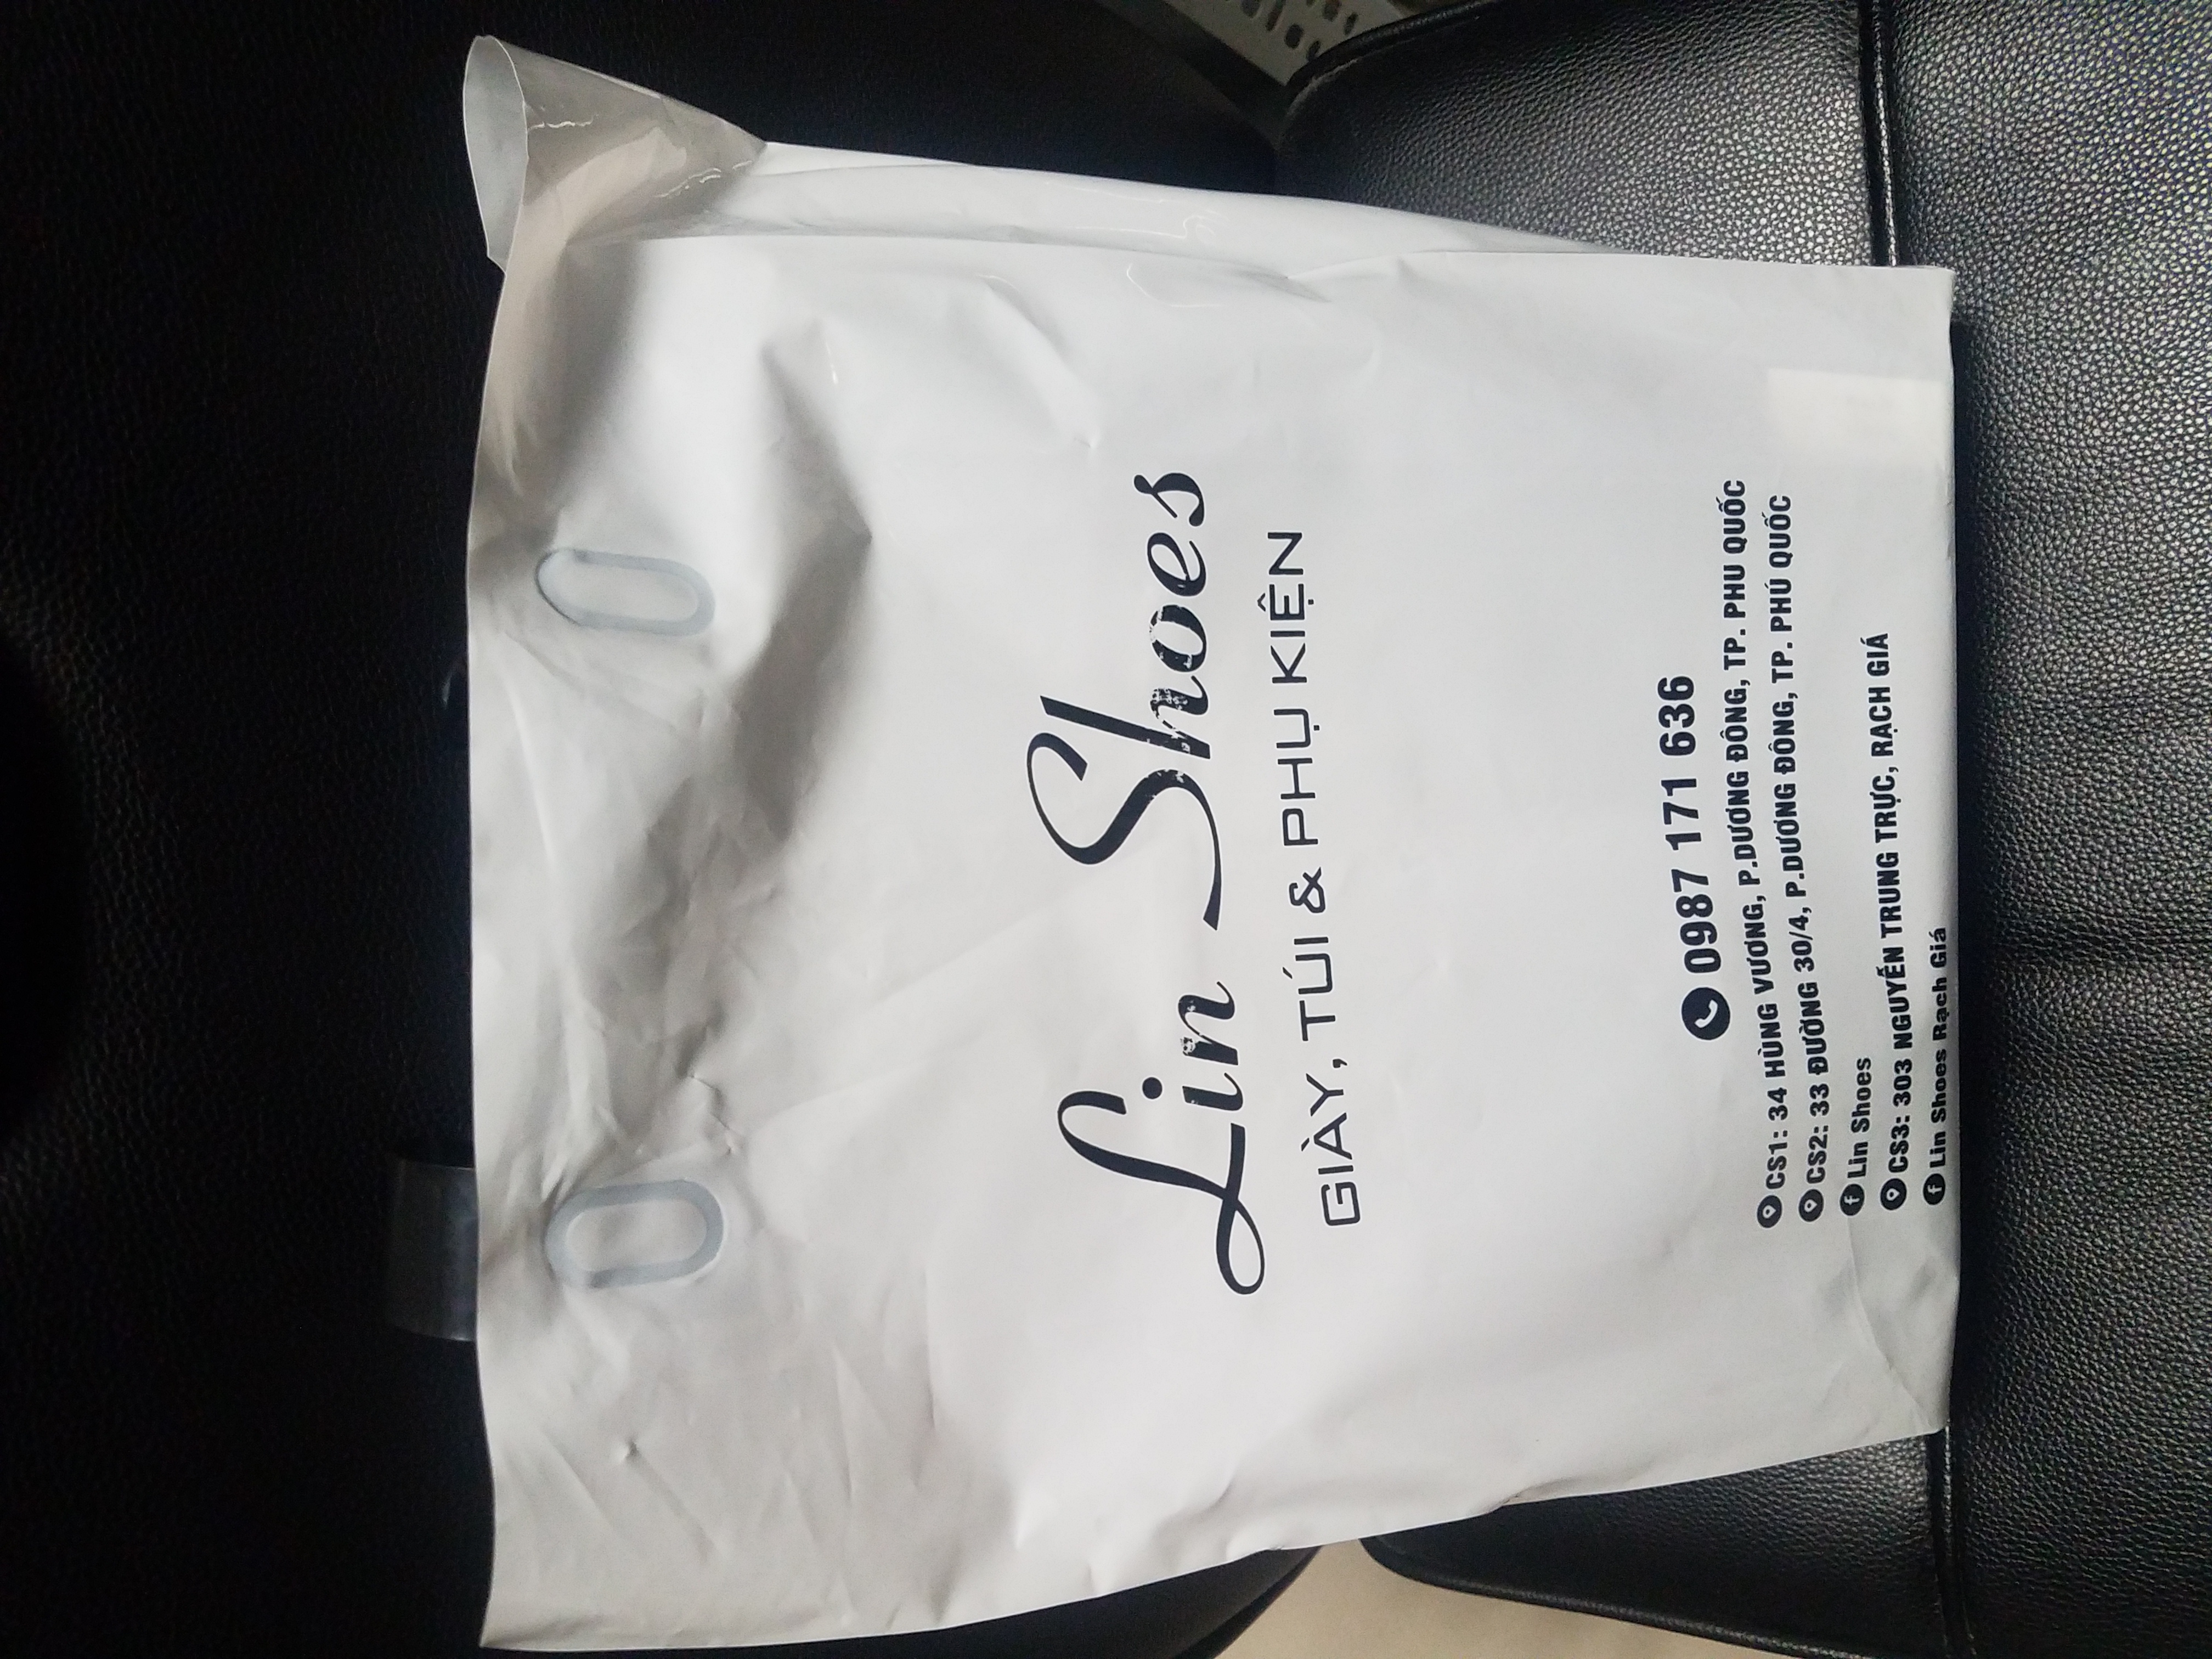 Lin Shoes
GIÀY, TÚI & PHỤ KIỆN
0987 171 636
CS1: 34 HÙNG VƯƠNG, P.DƯƠNG ĐÔNG, TP. PHU QUỐC
CS2: 33 ĐƯỜNG 30/4, P.DƯƠNG ĐÔNG, TP. PHÚ QUỐC
Lin Shoes
CS3: 303 NGUYỄN TRUNG TRỰC, RẠCH GIÁ
Lin Shoes Rạch Giá